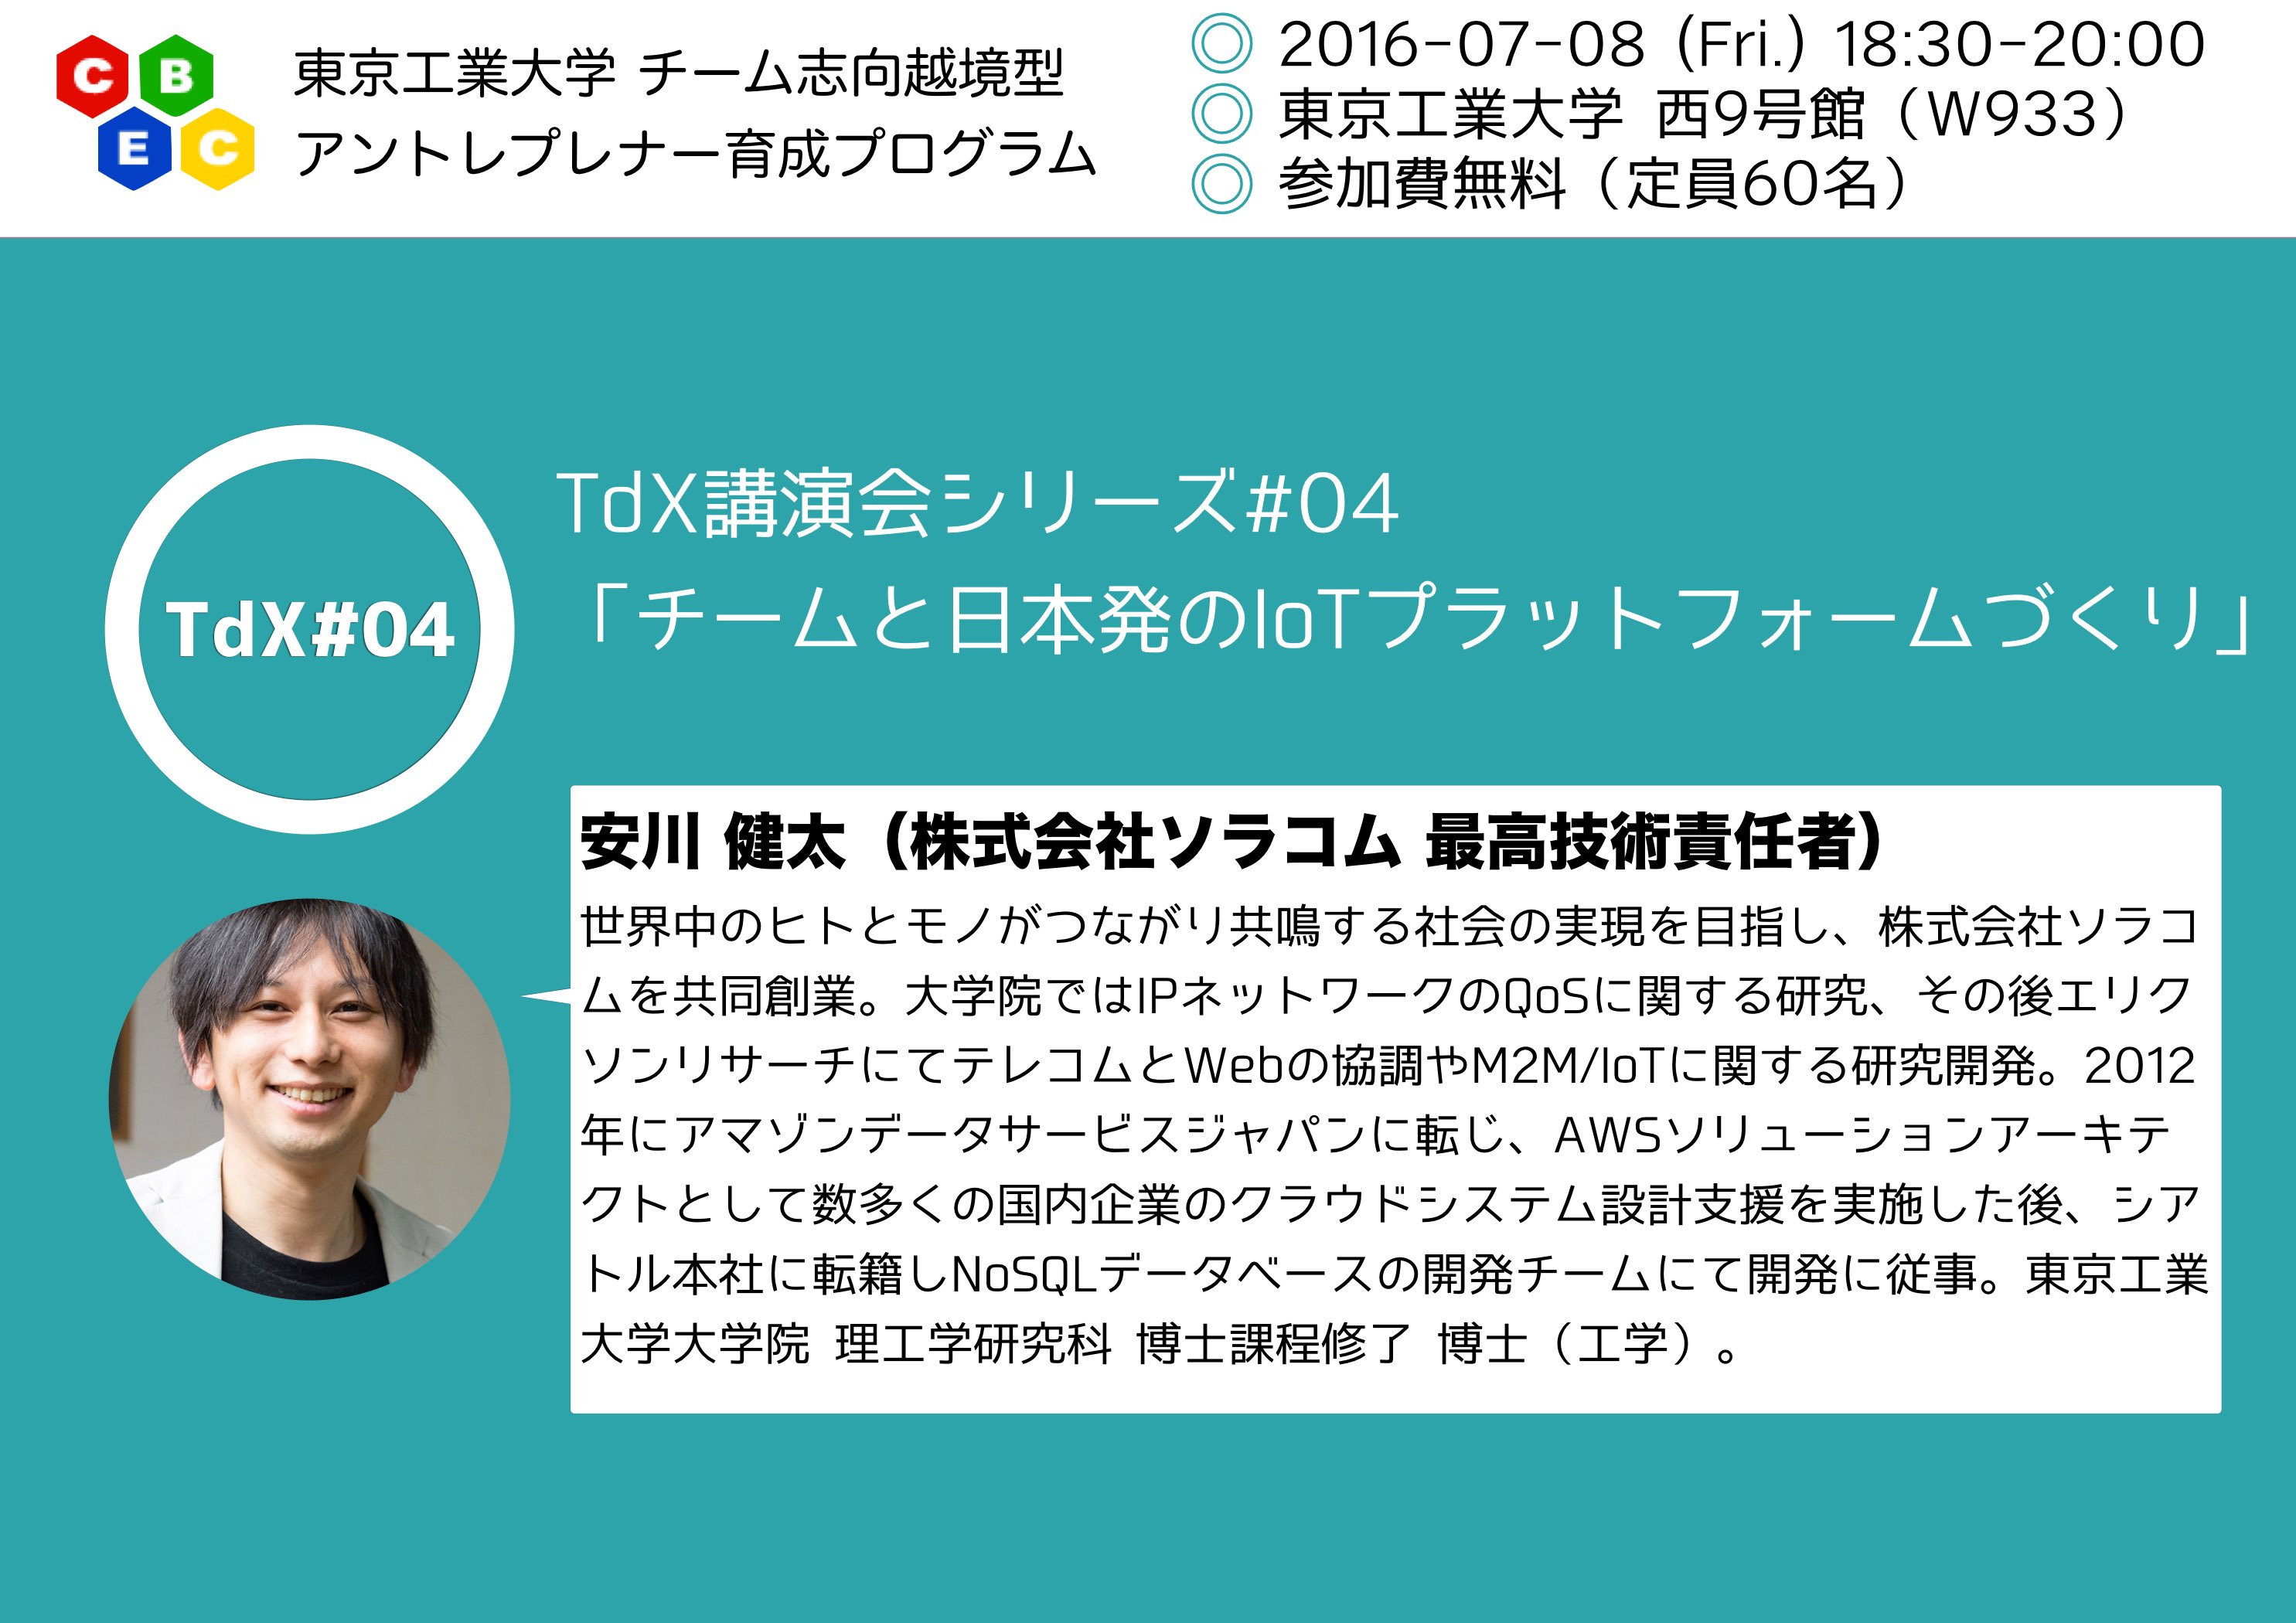 C B
E C
東京工業大学 チーム志向越境型
アントレプレナー育成プログラム
◎ 2016-07-08 (Fri.) 18:30-20:00
◎ 東京工業大学 西9号館（W933）
◎ 参加費無料（定員60名）
TdX#04
TdX講演会シリーズ#04
「チームと日本発のIoTプラットフォームづくり」
安川 健太（株式会社ソラコム 最高技術責任者）
世界中のヒトとモノがつながり共鳴する社会の実現を目指し、株式会社ソラコ
ムを共同創業。大学院ではIPネットワークのQoSに関する研究、その後エリク
ソンリサーチにてテレコムとWebの協調やM2M/IoTに関する研究開発。2012
年にアマゾンデータサービスジャパンに転じ、AWSソリューションアーキテ
クトとして数多くの国内企業のクラウドシステム設計支援を実施した後、シア
トル本社に転籍しNoSQLデータベースの開発チームにて開発に従事。東京工業
大学大学院 理工学研究科 博士課程修了 博士（工学）。